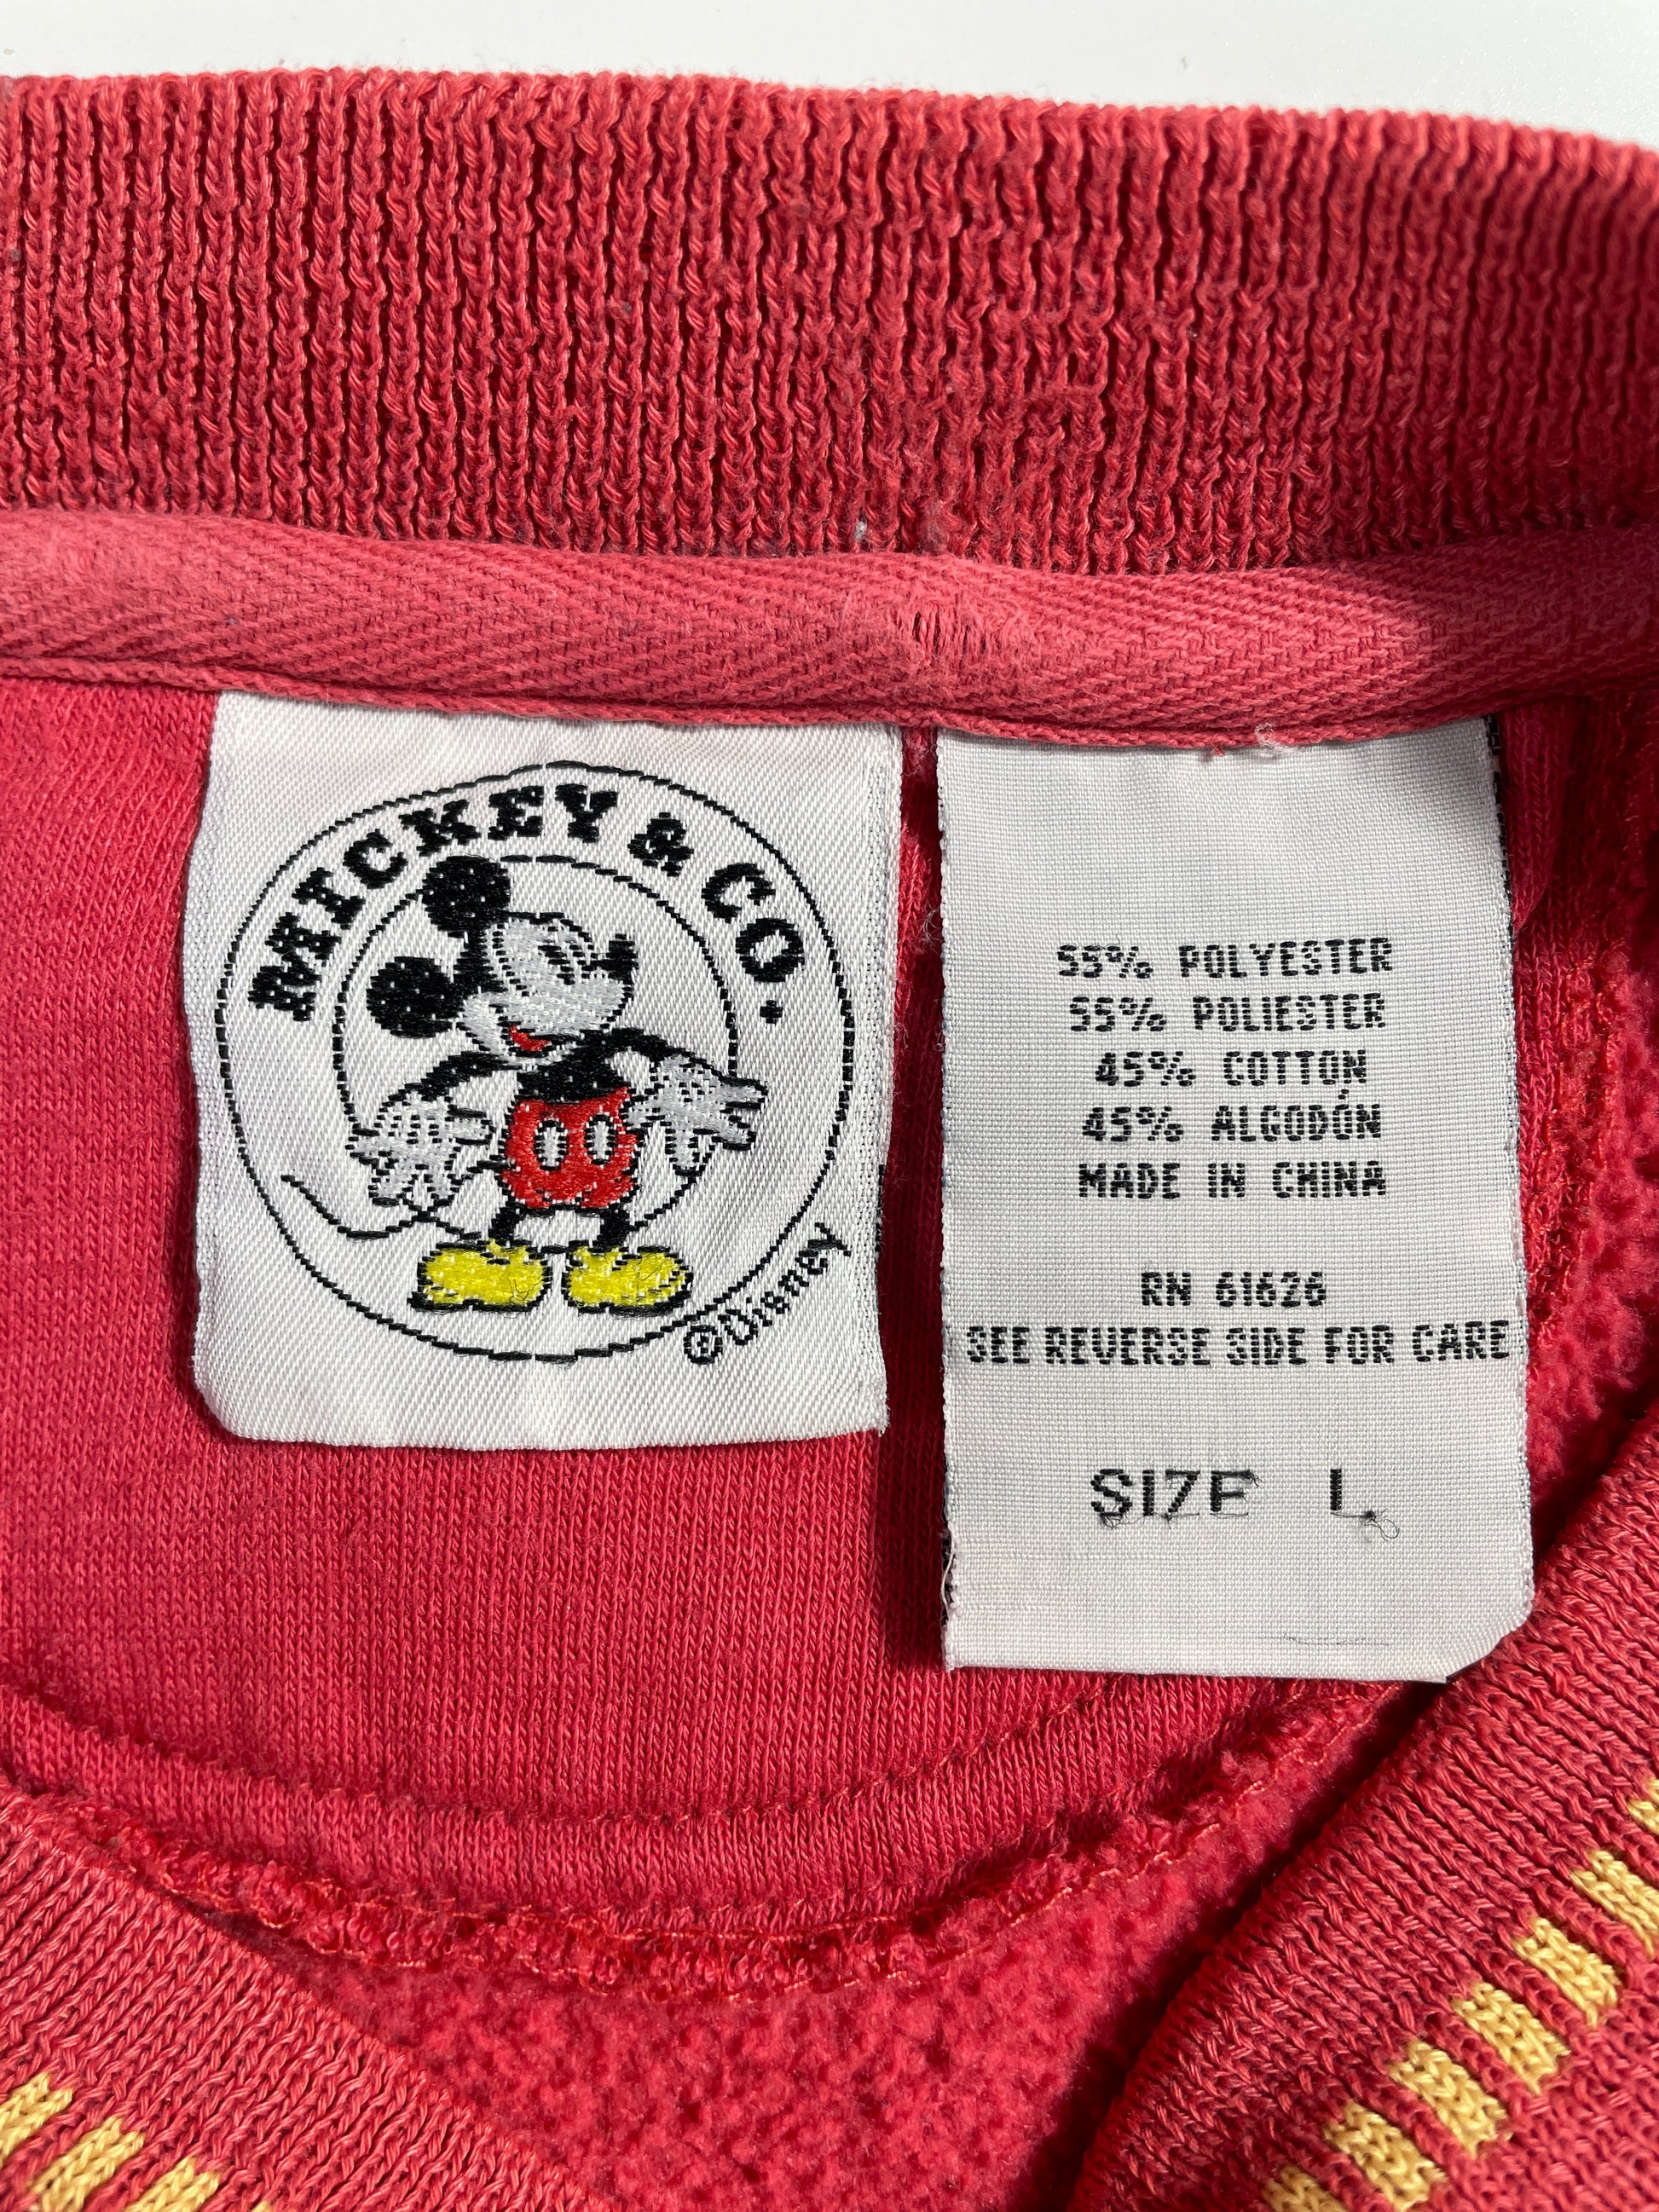 MICKEY & CO.
©Disney
55% POLYESTER
55% POLIESTER
45% COTTON
45% ALGODÓN
MADE IN CHINA
RN 61626
SEE REVERSE SIDE FOR CARE
SIZE L